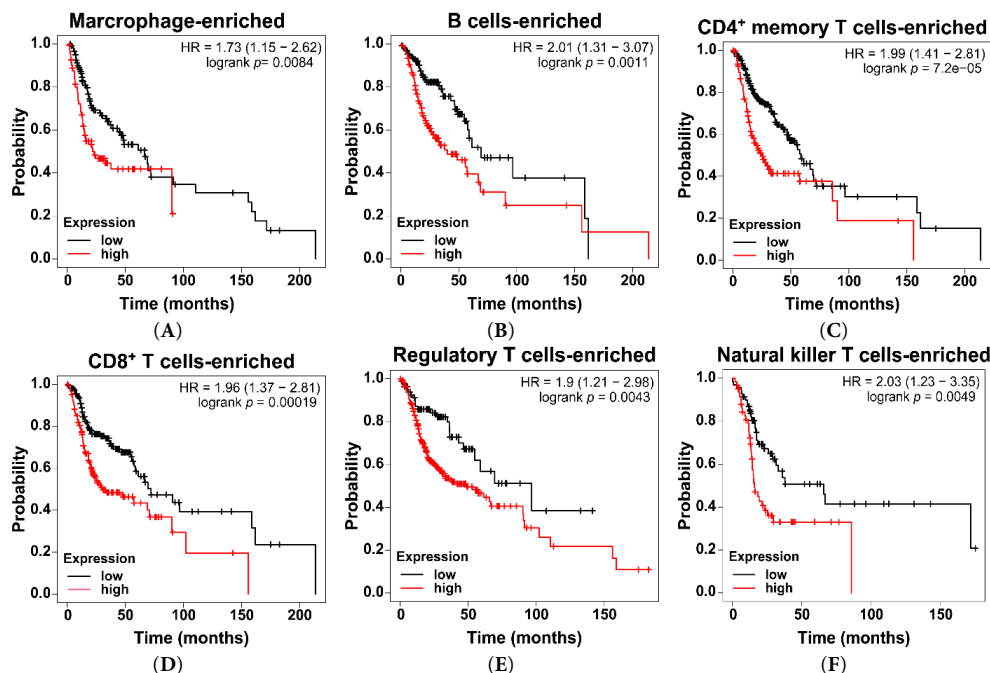 Marcrophage-enriched
HR = 1.73 (1.15 − 2.62)
logrank p= 0.0084
Probability
1.0
0.8
0.6
0.4
0.2
0.0
Expression
low
high
0 50 100 150 200
Time (months)
(A)
B cells-enriched
HR = 2.01 (1.31 − 3.07)
logrank p = 0.0011
Probability
1.0
0.8
0.6
0.4
0.2
0.0
Expression
low
high
0 50 100 150 200
Time (months)
(B)
CD4⁺ memory T cells-enriched
HR = 1.99 (1.41 − 2.81)
logrank p = 7.2e−05
Probability
1.0
0.8
0.6
0.4
0.2
0.0
Expression
low
high
0 50 100 150 200
Time (months)
(C)
CD8⁺ T cells-enriched
HR = 1.96 (1.37 − 2.81)
logrank p = 0.00019
Probability
1.0
0.8
0.6
0.4
0.2
0.0
Expression
low
high
0 50 100 150 200
Time (months)
(D)
Regulatory T cells-enriched
HR = 1.9 (1.21 − 2.98)
logrank p = 0.0043
Probability
1.0
0.8
0.6
0.4
0.2
0.0
Expression
low
high
0 50 100 150
Time (months)
(E)
Natural killer T cells-enriched
HR = 2.03 (1.23 − 3.35)
logrank p = 0.0049
Probability
1.0
0.8
0.6
0.4
0.2
0.0
Expression
low
high
0 50 100 150
Time (months)
(F)